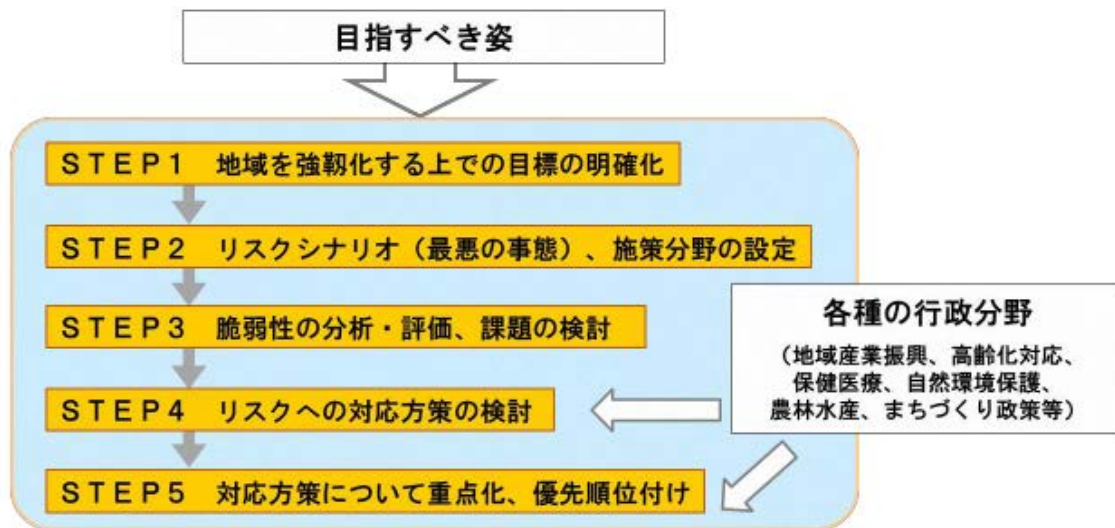 目指すべき姿
ＳＴＥＰ１　地域を強靱化する上での目標の明確化
ＳＴＥＰ２　リスクシナリオ（最悪の事態）、施策分野の設定
ＳＴＥＰ３　脆弱性の分析・評価、課題の検討
ＳＴＥＰ４　リスクへの対応方策の検討
ＳＴＥＰ５　対応方策について重点化、優先順位付け
各種の行政分野
（地域産業振興、高齢化対応、
保健医療、自然環境保護、
農林水産、まちづくり政策等）